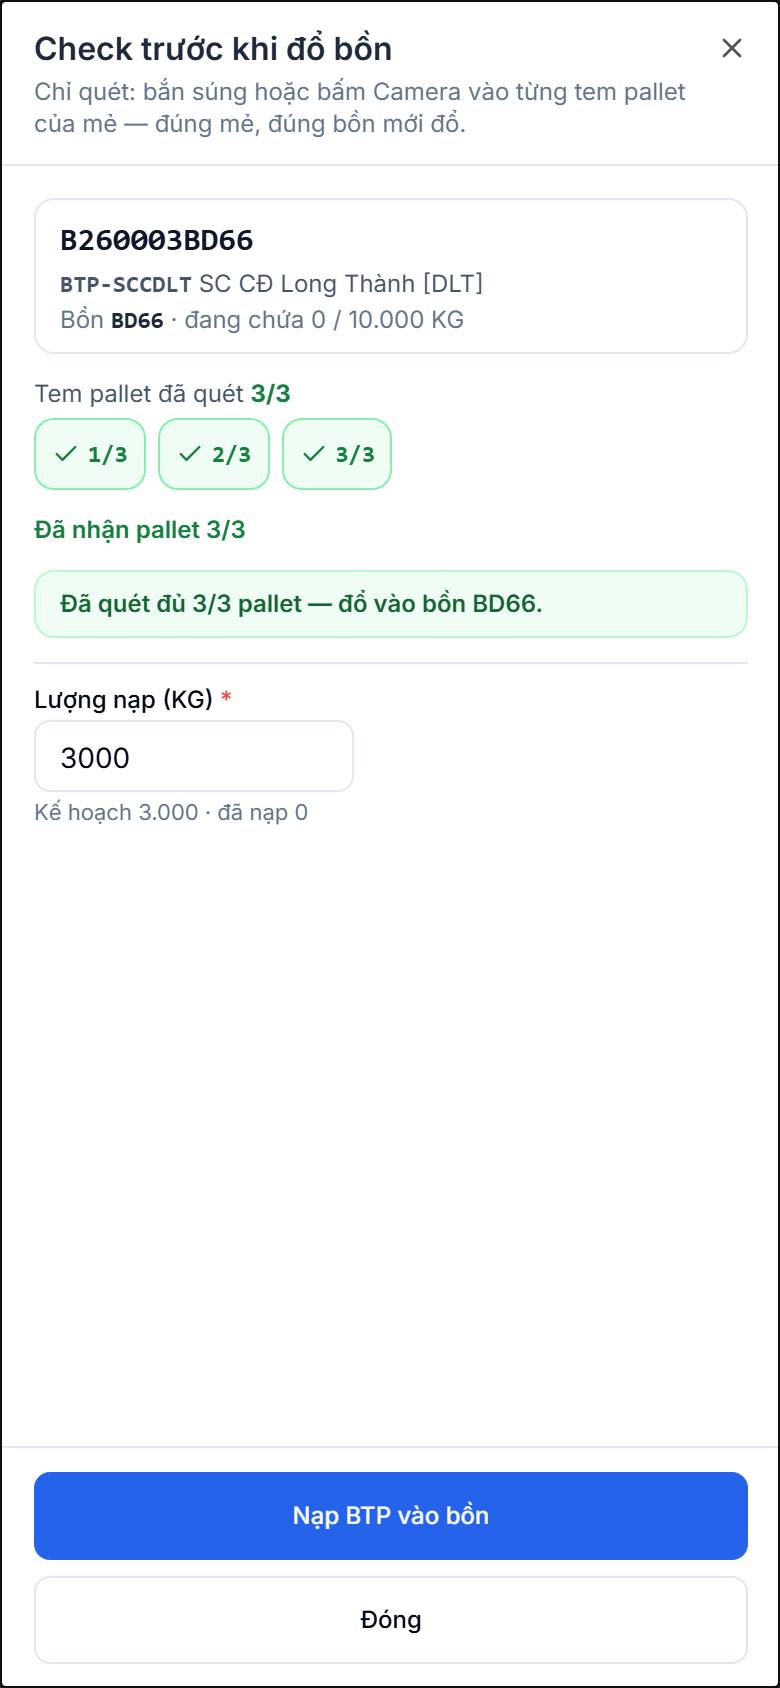 Check trước khi đổ bồn
Chỉ quét: bắn súng hoặc bấm Camera vào từng tem pallet
của mẻ — đúng mẻ, đúng bồn mới đổ.
B260003BD66
BTP-SCCDLT SC CĐ Long Thành [DLT]
Bồn BD66 · đang chứa 0 / 10.000 KG
Tem pallet đã quét 3/3
1/3 2/3 3/3
Đã nhận pallet 3/3
Đã quét đủ 3/3 pallet — đổ vào bồn BD66.
Lượng nạp (KG) *
3000
Kế hoạch 3.000 · đã nạp 0
Nạp BTP vào bồn
Đóng